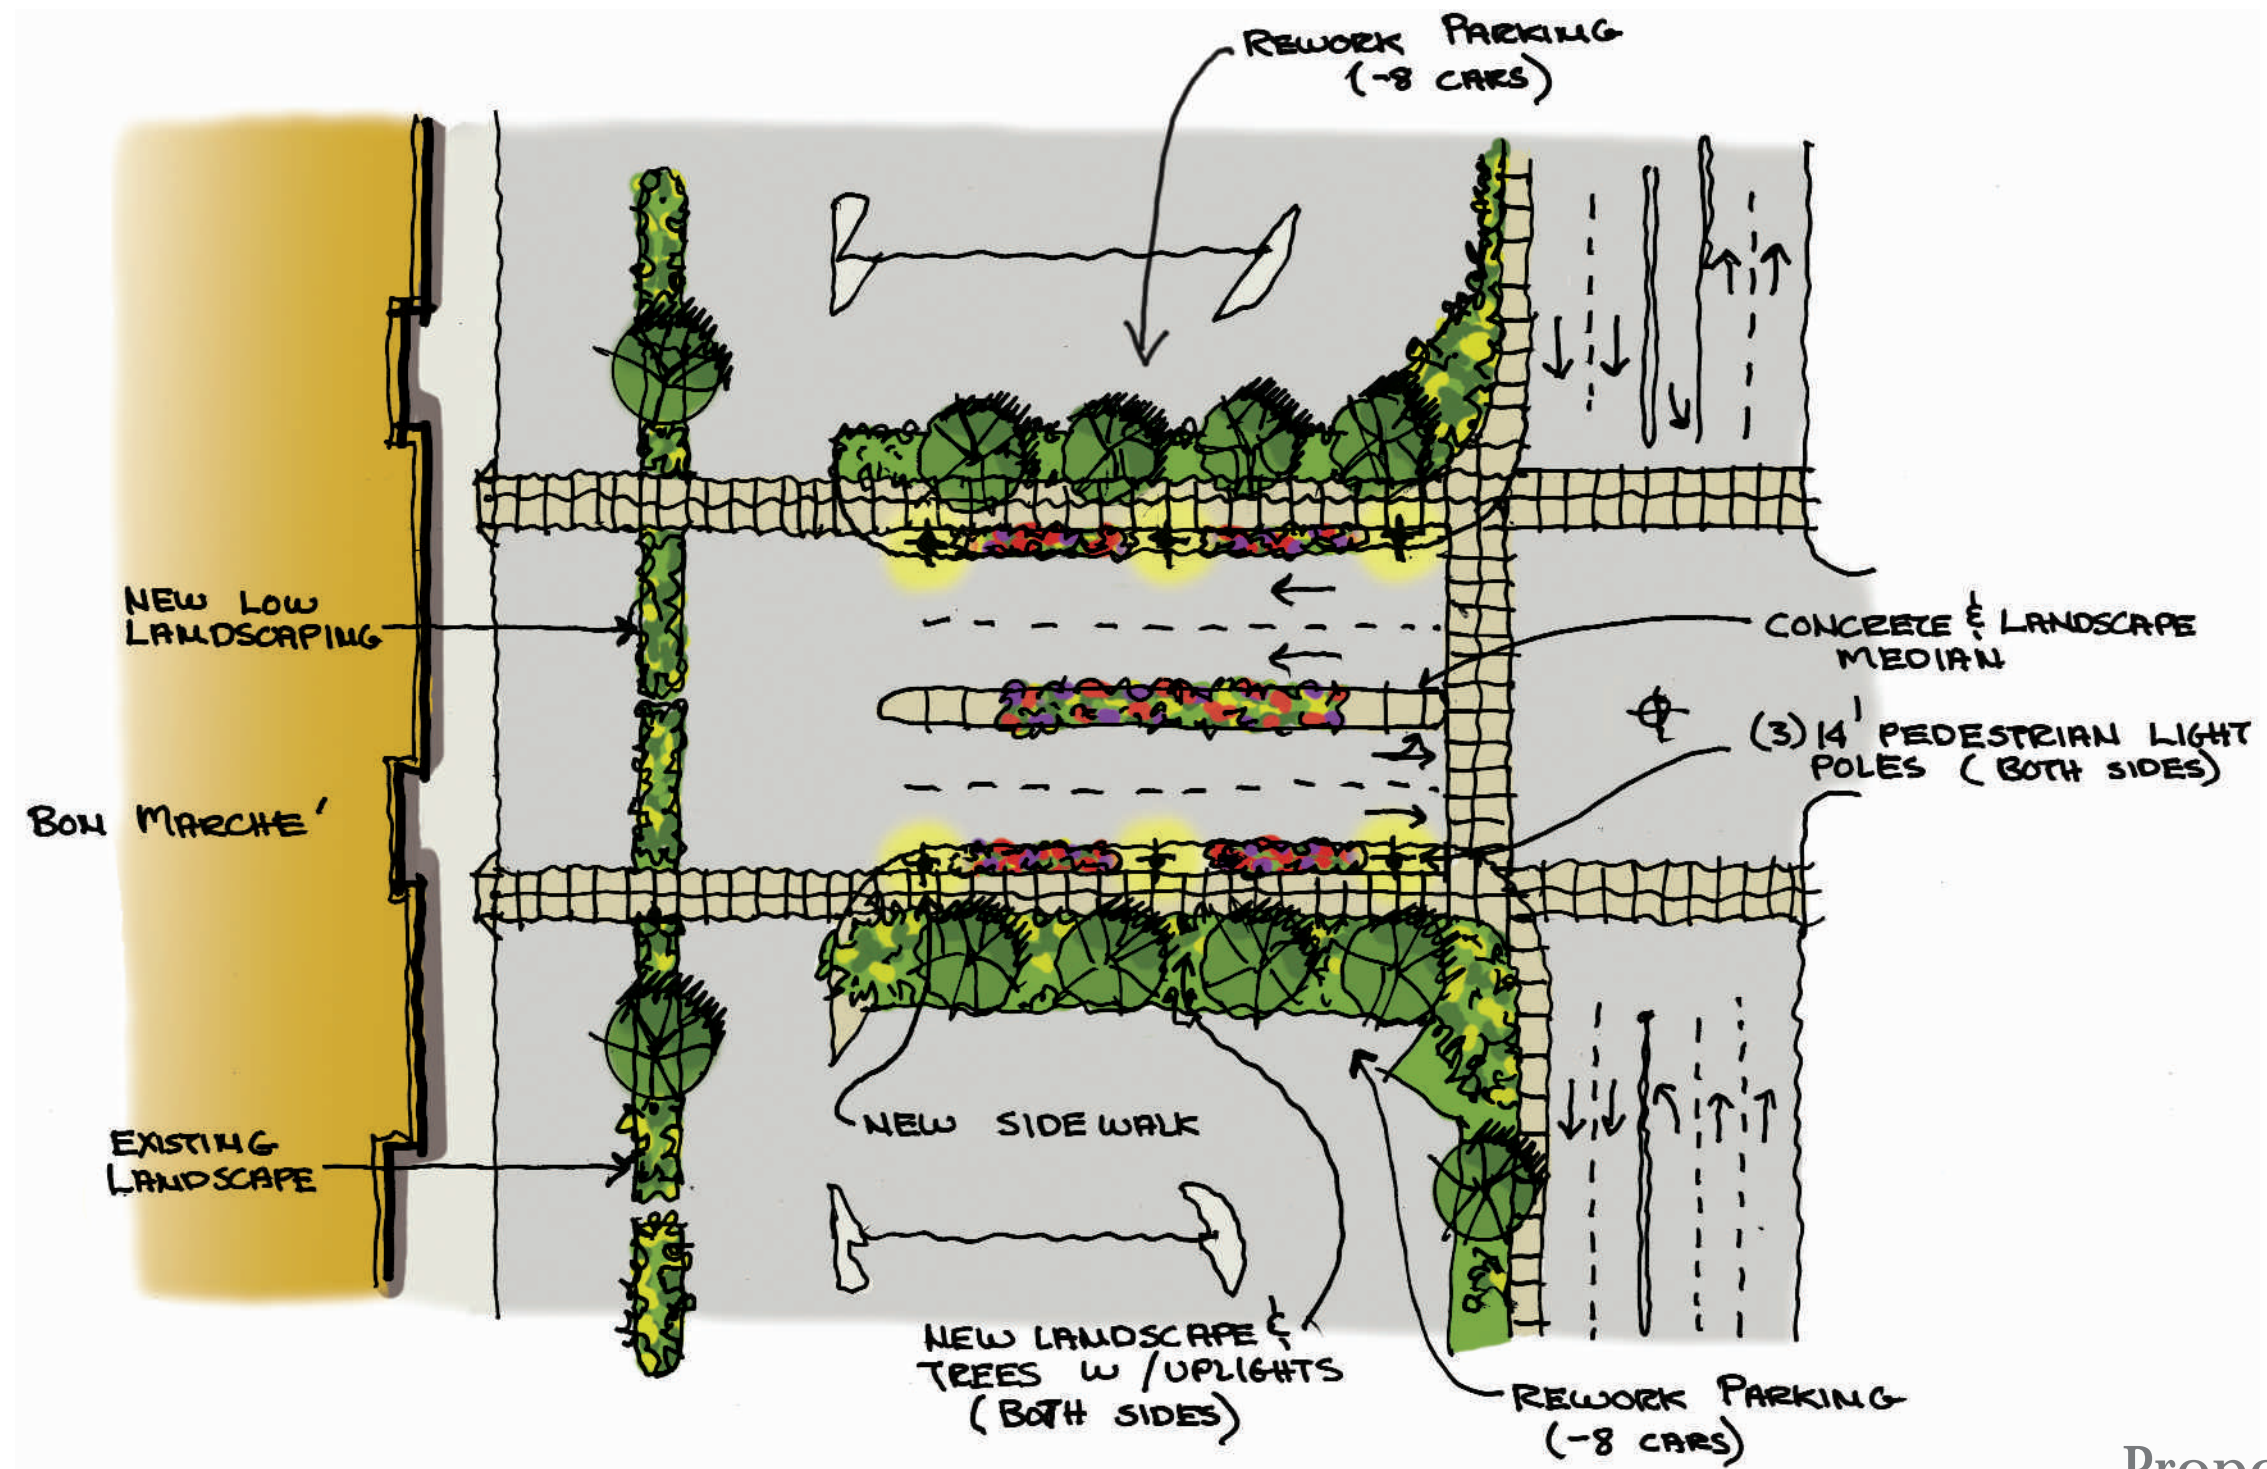 REWORK PARKING
(-8 CARS)
NEW LOW
LANDSCAPING
CONCRETE & LANDSCAPE
MEDIAN
(3) 14' PEDESTRIAN LIGHT
POLES (BOTH SIDES)
BON MARCHE'
NEW SIDEWALK
EXISTING
LANDSCAPE
NEW LANDSCAPE &
TREES W/UPLIGHTS
(BOTH SIDES)
REWORK PARKING
(-8 CARS)